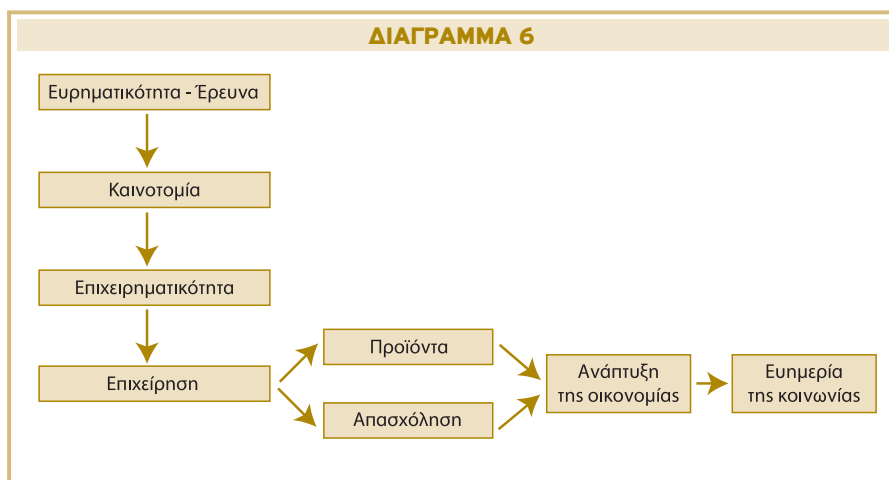 ΔΙΑΓΡΑΜΜΑ 6
Ευρηματικότητα - Έρευνα
Καινοτομία
Επιχειρηματικότητα
Επιχείρηση
Προϊόντα
Απασχόληση
Ανάπτυξη
της οικονομίας
Ευημερία
της κοινωνίας